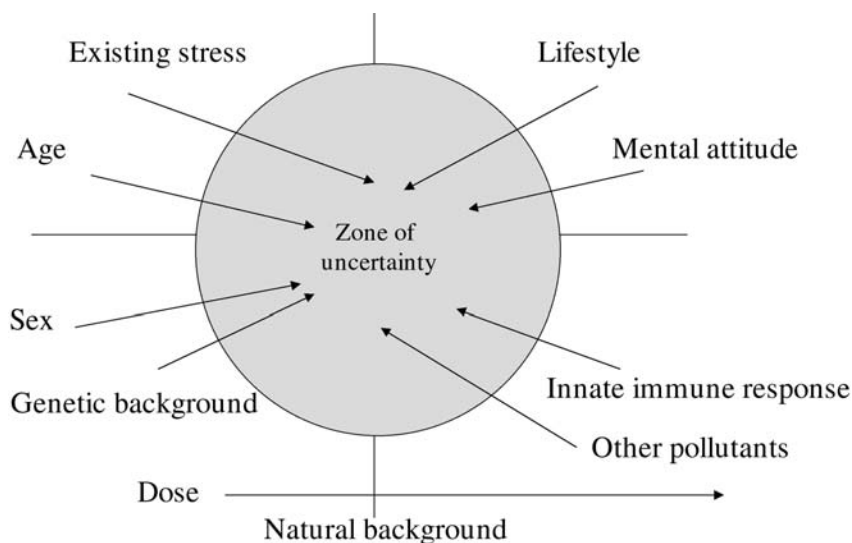 Existing stress
Lifestyle
Age
Mental attitude
Zone of
uncertainty
Sex
Genetic background
Innate immune response
Other pollutants
Dose
Natural background